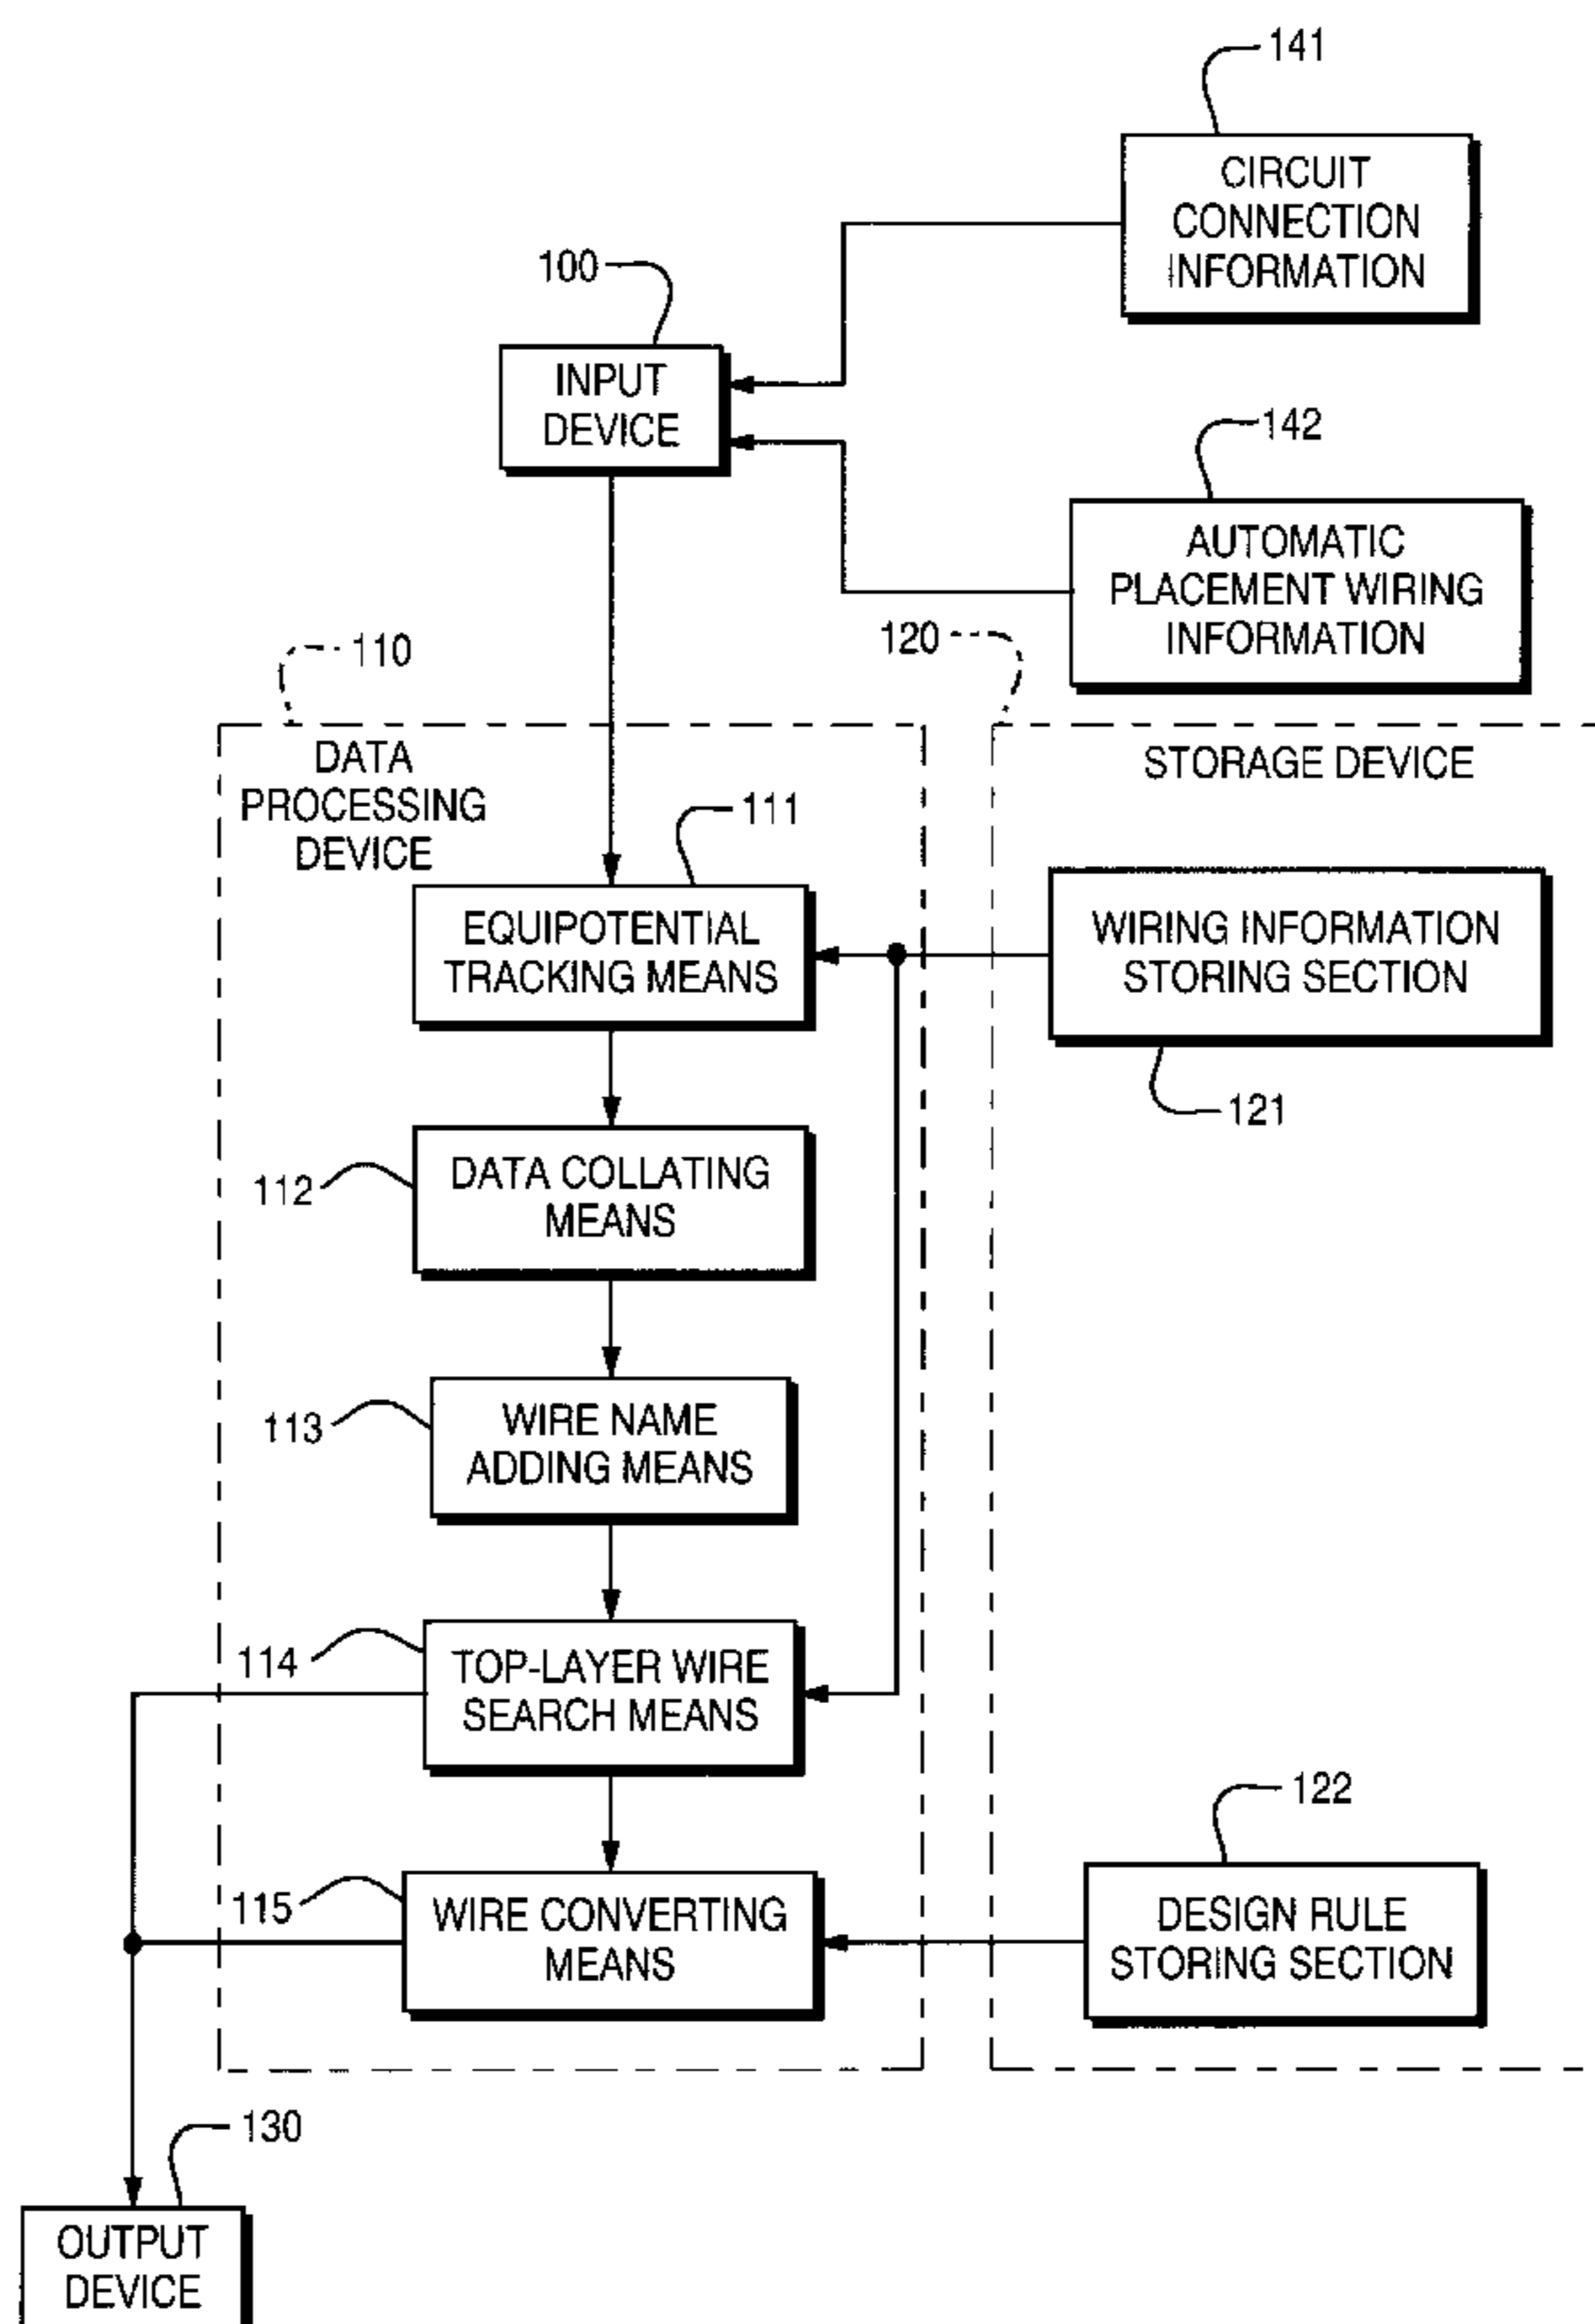 141
CIRCUIT
CONNECTION
INFORMATION
100
INPUT
DEVICE
142
AUTOMATIC
PLACEMENT WIRING
INFORMATION
110
120
DATA
PROCESSING
DEVICE
STORAGE DEVICE
111
EQUIPOTENTIAL
TRACKING MEANS
WIRING INFORMATION
STORING SECTION
121
112
DATA COLLATING
MEANS
113
WIRE NAME
ADDING MEANS
114
TOP-LAYER WIRE
SEARCH MEANS
122
115
WIRE CONVERTING
MEANS
DESIGN RULE
STORING SECTION
130
OUTPUT
DEVICE